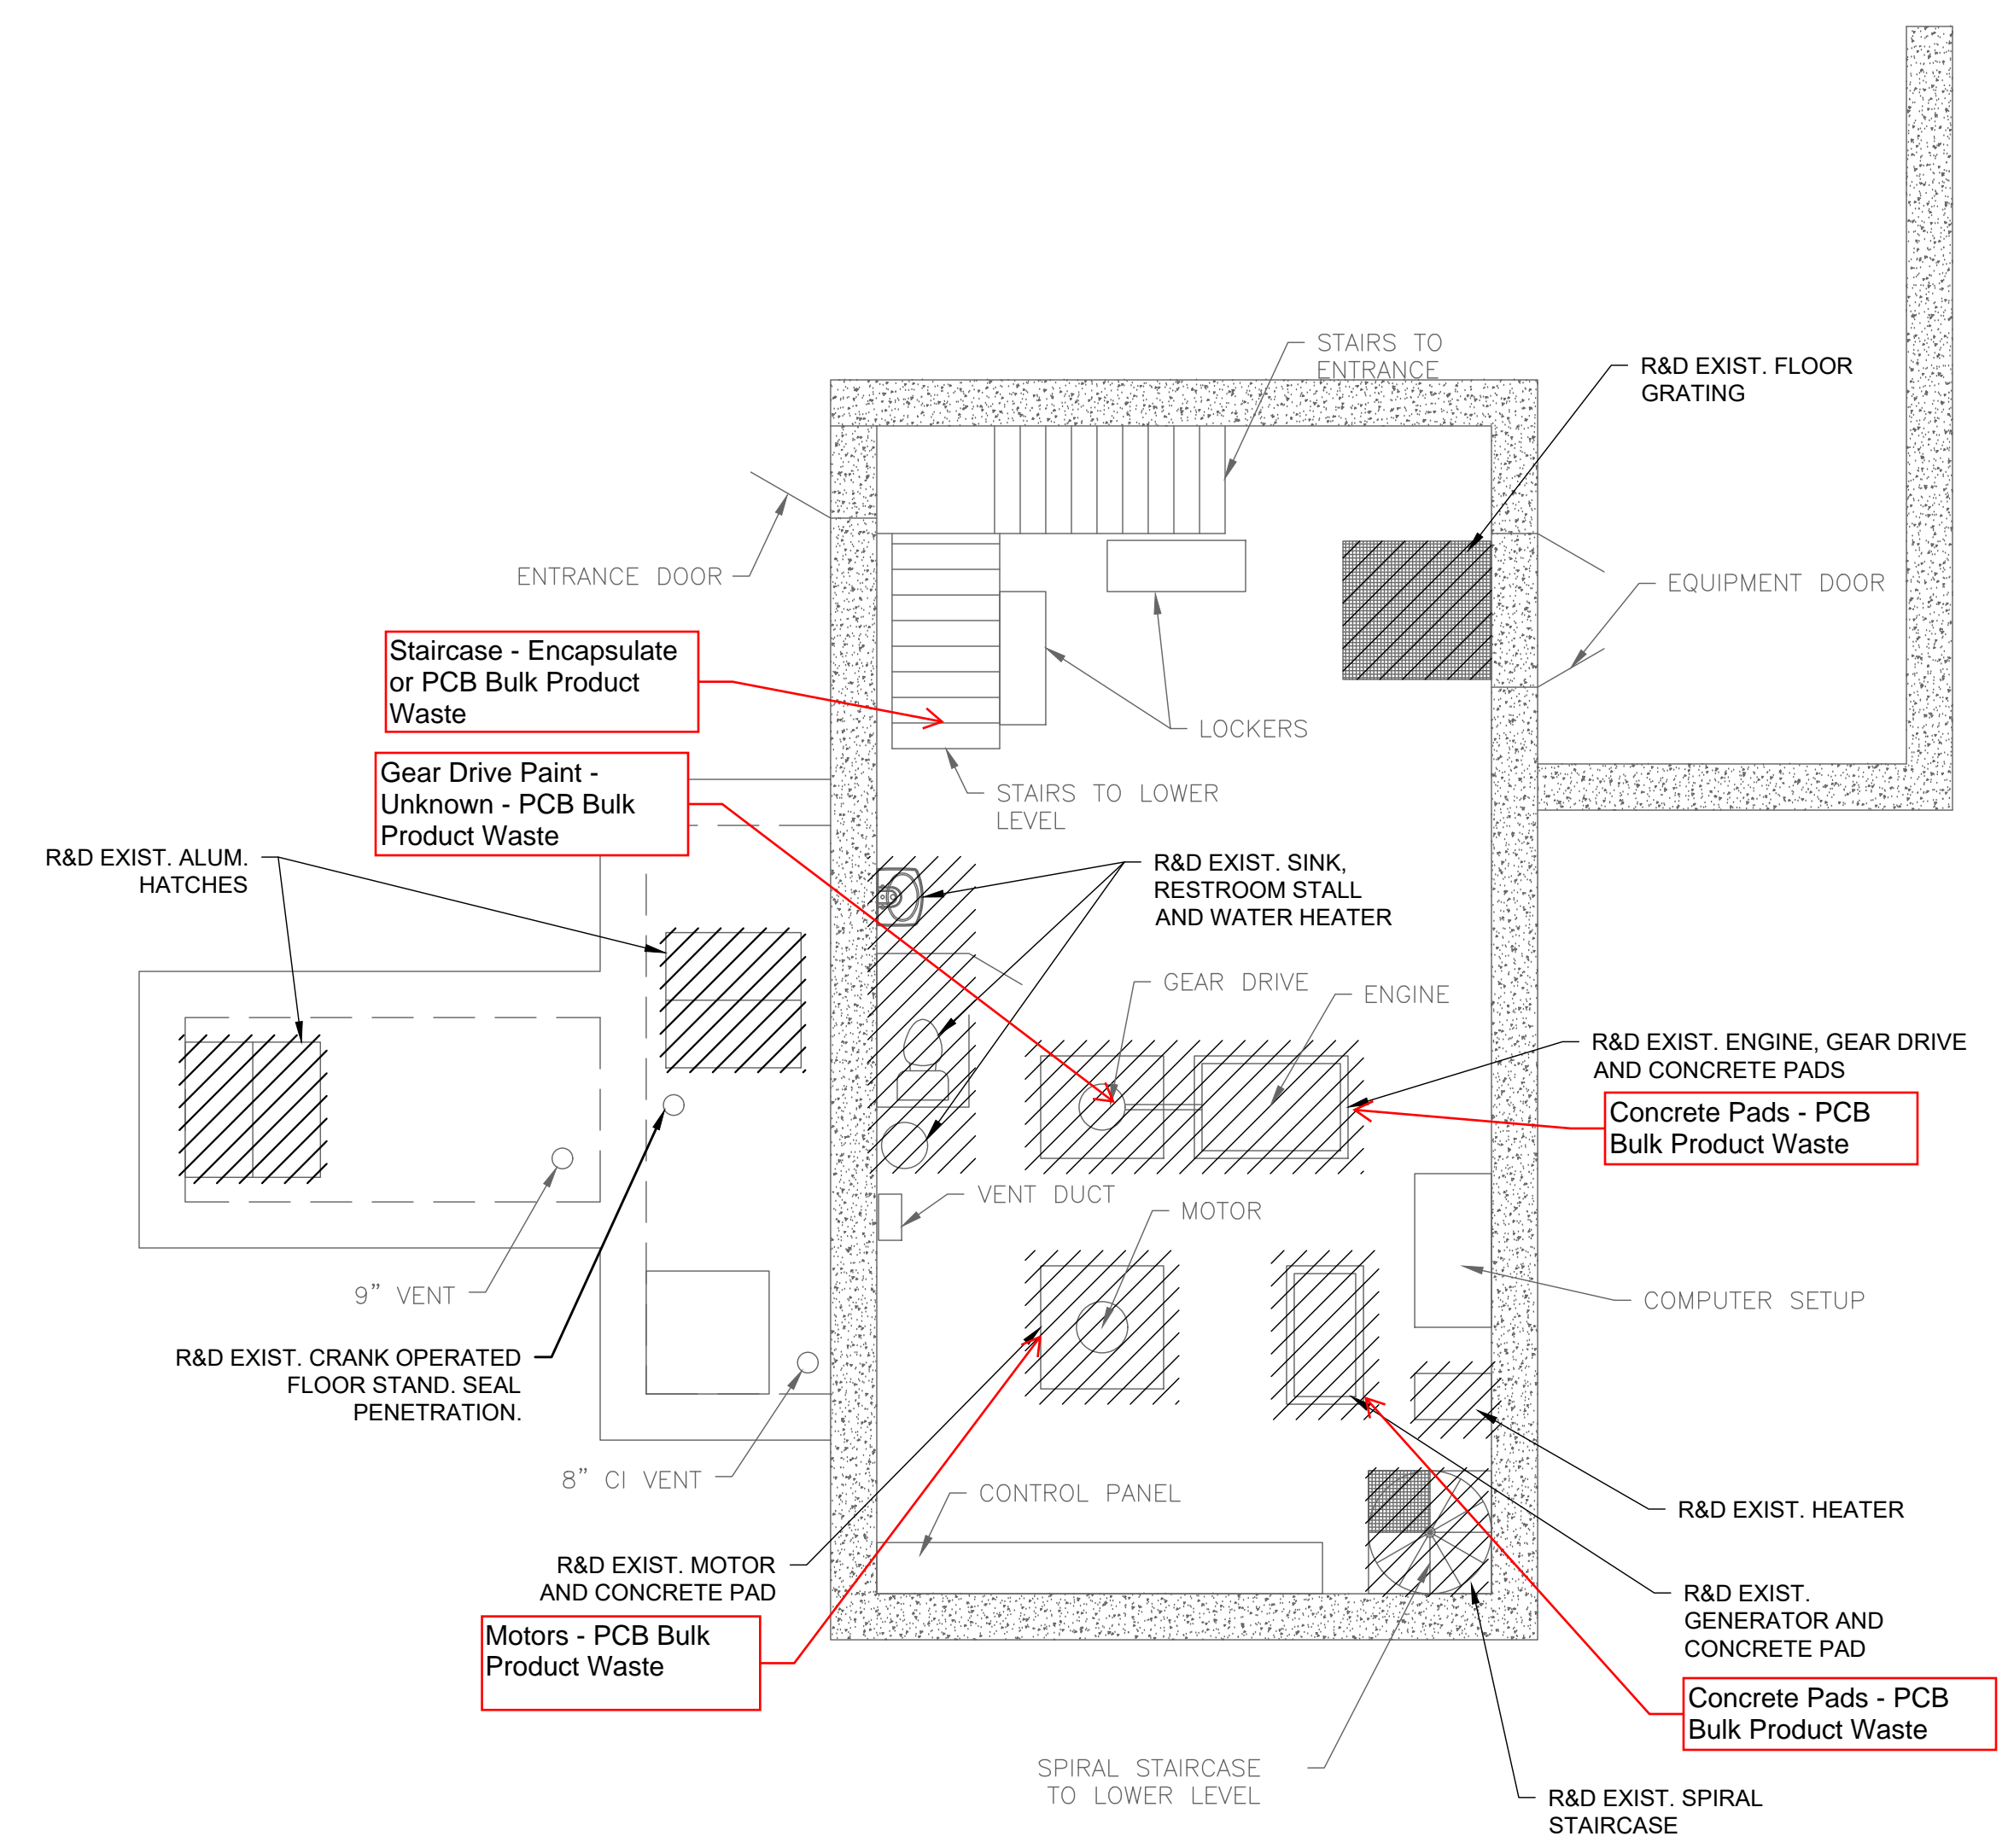 STAIRS TO
ENTRANCE
R&D EXIST. FLOOR
GRATING
ENTRANCE DOOR
EQUIPMENT DOOR
Staircase - Encapsulate
or PCB Bulk Product
Waste
LOCKERS
Gear Drive Paint -
Unknown - PCB Bulk
Product Waste
STAIRS TO LOWER
LEVEL
R&D EXIST. ALUM.
HATCHES
R&D EXIST. SINK,
RESTROOM STALL
AND WATER HEATER
GEAR DRIVE
ENGINE
R&D EXIST. ENGINE, GEAR DRIVE
AND CONCRETE PADS
Concrete Pads - PCB
Bulk Product Waste
VENT DUCT
MOTOR
9" VENT
COMPUTER SETUP
R&D EXIST. CRANK OPERATED
FLOOR STAND. SEAL
PENETRATION.
8" CI VENT
CONTROL PANEL
R&D EXIST. HEATER
R&D EXIST. MOTOR
AND CONCRETE PAD
R&D EXIST.
GENERATOR AND
CONCRETE PAD
Motors - PCB Bulk
Product Waste
Concrete Pads - PCB
Bulk Product Waste
SPIRAL STAIRCASE
TO LOWER LEVEL
R&D EXIST. SPIRAL
STAIRCASE